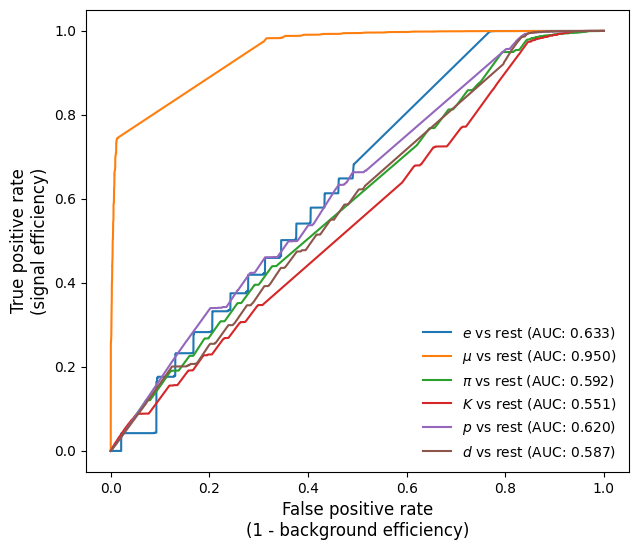 True positive rate
(signal efficiency)
1.0
0.8
0.6
0.4
0.2
0.0
e vs rest (AUC: 0.633)
μ vs rest (AUC: 0.950)
π vs rest (AUC: 0.592)
K vs rest (AUC: 0.551)
p vs rest (AUC: 0.620)
d vs rest (AUC: 0.587)
0.0 0.2 0.4 0.6 0.8 1.0
False positive rate
(1 - background efficiency)